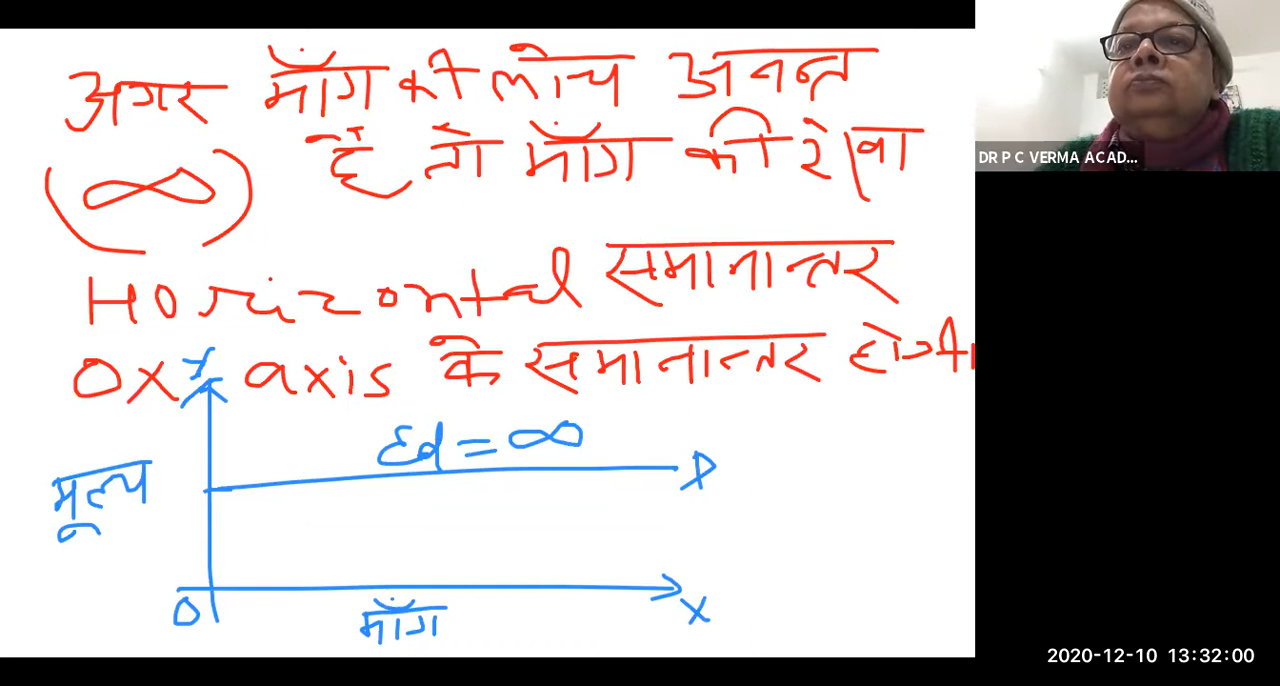 अगर माँग की लोच अनन्त
(∞) है तो माँग की रेखा
Horizontal समानान्तर
OX axis के समानान्तर होगी
Y
Ed = ∞
मूल्य
D
O
X
माँग
DR P C VERMA ACAD...
2020-12-10 13:32:00